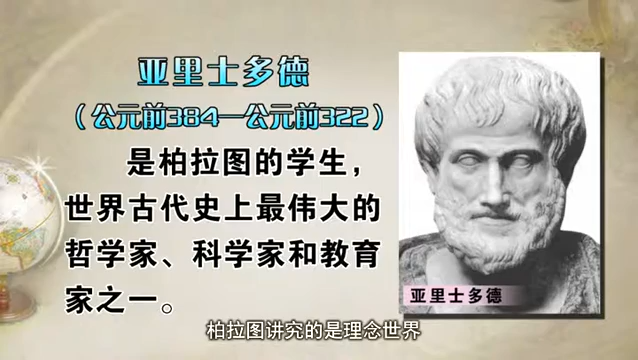 亚里士多德
（公元前384—公元前322）
是柏拉图的学生，
世界古代史上最伟大的
哲学家、科学家和教育
家之一。
亚里士多德
柏拉图讲究的是理念世界